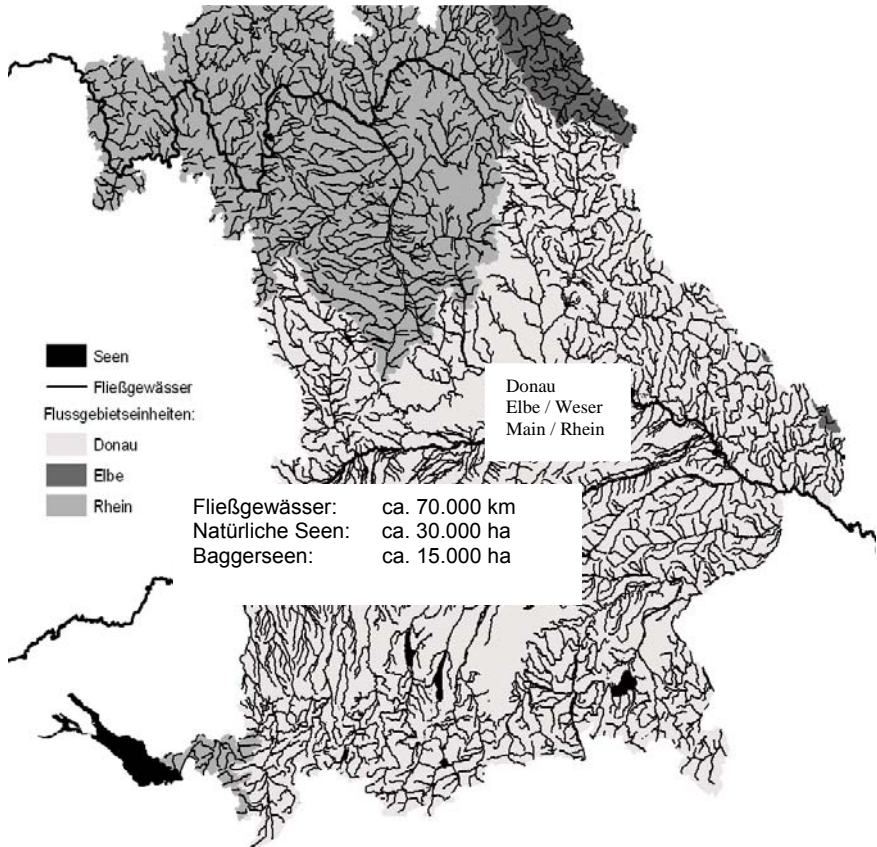 Seen
Fließgewässer
Flussgebietseinheiten:
Donau
Elbe
Rhein
Donau
Elbe / Weser
Main / Rhein
Fließgewässer: ca. 70.000 km
Natürliche Seen: ca. 30.000 ha
Baggerseen: ca. 15.000 ha